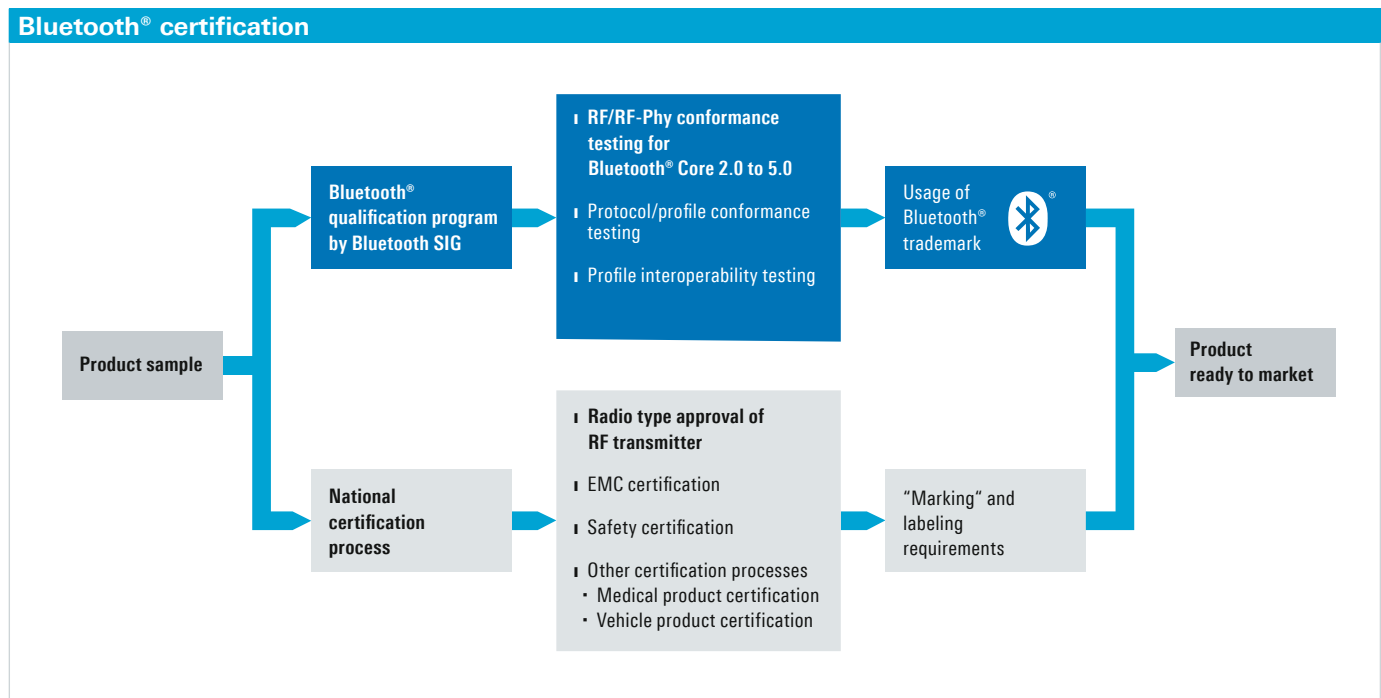 Bluetooth® certification
Product sample
Bluetooth®
qualification program
by Bluetooth SIG
ı RF/RF-Phy conformance
testing for
Bluetooth® Core 2.0 to 5.0
ı Protocol/profile conformance
testing
ı Profile interoperability testing
Usage of
Bluetooth®
trademark
®
National
certification
process
ı Radio type approval of
RF transmitter
ı EMC certification
ı Safety certification
ı Other certification processes
· Medical product certification
· Vehicle product certification
“Marking“ and
labeling
requirements
Product
ready to market